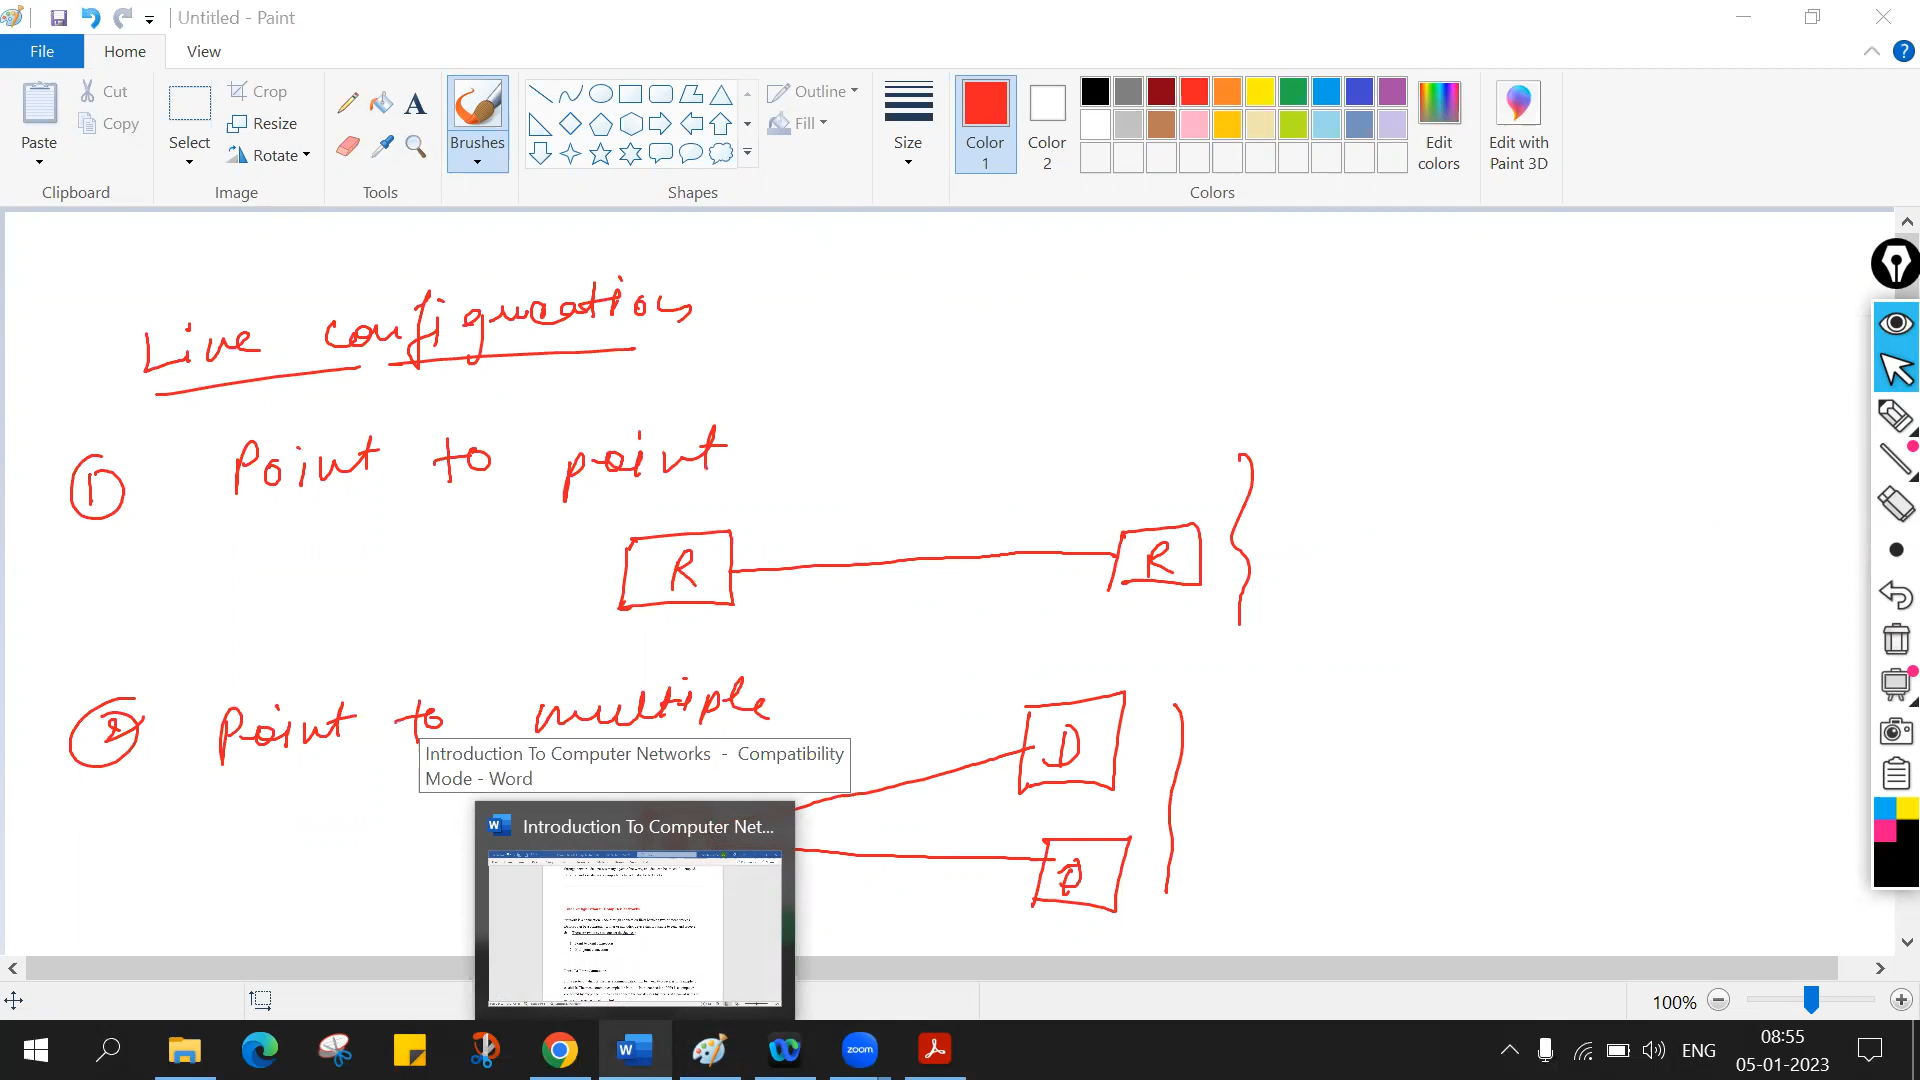 Untitled - Paint
File Home View
Paste
Cut
Copy
Clipboard
Select
Crop
Resize
Rotate
Image
Tools
Brushes
Shapes
Outline
Fill
Size
Color 1
Color 2
Edit colors
Colors
Edit with Paint 3D
Line configuration
① Point to point
R R
② Point to multiple
D
Introduction To Computer Networks - Compatibility
Mode - Word
Introduction To Computer Net...
D
100%
zoom
ENG
08:55
05-01-2023